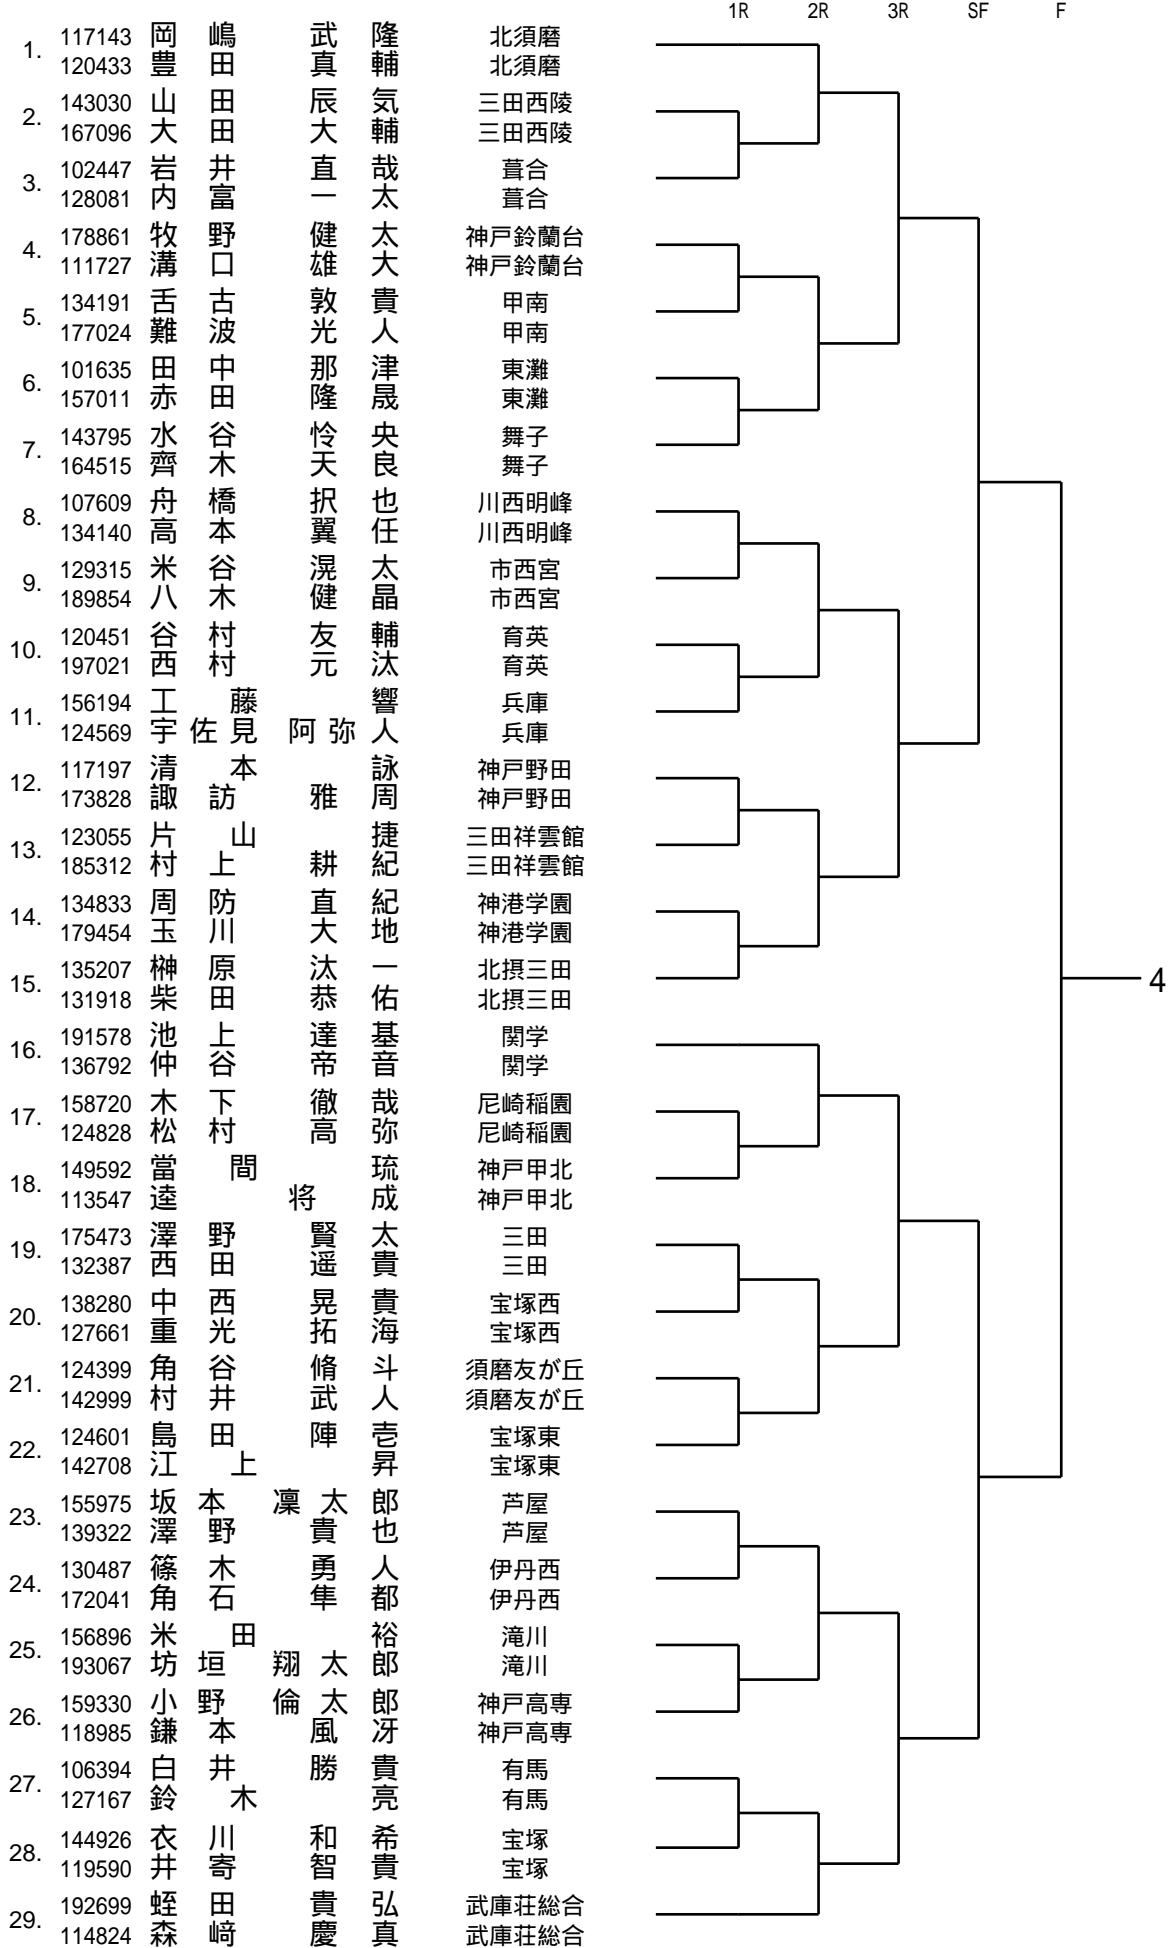 1R 2R 3R SF F
1. 117143 岡嶋 武隆 北須磨
120433 豊田 真輔 北須磨
2. 143030 山田 辰気 三田西陵
167096 大田 大輔 三田西陵
3. 102447 岩井 直哉 葺合
128081 内富 一太 葺合
4. 178861 牧野 健太 神戸鈴蘭台
111727 溝口 雄大 神戸鈴蘭台
5. 134191 舌古 敦貴 甲南
177024 難波 光人 甲南
6. 101635 田中 那津 東灘
157011 赤田 隆晟 東灘
7. 143795 水谷 怜央 舞子
164515 齊木 天良 舞子
8. 107609 舟橋 択也 川西明峰
134140 高本 翼任 川西明峰
9. 129315 米谷 滉太 市西宮
189854 八木 健晶 市西宮
10. 120451 谷村 友輔 育英
197021 西村 元汰 育英
11. 156194 工藤 響 兵庫
124569 宇佐見 阿弥人 兵庫
12. 117197 清本 詠 神戸野田
173828 諏訪 雅周 神戸野田
13. 123055 片山 捷 三田祥雲館
185312 村上 耕紀 三田祥雲館
14. 134833 周防 直紀 神港学園
179454 玉川 大地 神港学園
15. 135207 榊原 汰一 北摂三田
131918 柴田 恭佑 北摂三田
4
16. 191578 池上 達基 関学
136792 仲谷 帝音 関学
17. 158720 木下 徹哉 尼崎稲園
124828 松村 高弥 尼崎稲園
18. 149592 當間 琉 神戸甲北
113547 逵 将成 神戸甲北
19. 175473 澤野 賢太 三田
132387 西田 遥貴 三田
20. 138280 中西 晃貴 宝塚西
127661 重光 拓海 宝塚西
21. 124399 角谷 脩斗 須磨友が丘
142999 村井 武人 須磨友が丘
22. 124601 島田 陣壱 宝塚東
142708 江上 昇 宝塚東
23. 155975 坂本 凜太郎 芦屋
139322 澤野 貴也 芦屋
24. 130487 篠木 勇人 伊丹西
172041 角石 隼都 伊丹西
25. 156896 米田 裕 滝川
193067 坊垣 翔太郎 滝川
26. 159330 小野 倫太郎 神戸高専
118985 鎌本 風冴 神戸高専
27. 106394 白井 勝貴 有馬
127167 鈴木 亮 有馬
28. 144926 衣川 和希 宝塚
119590 井寄 智貴 宝塚
29. 192699 蛭田 貴弘 武庫荘総合
114824 森﨑 慶真 武庫荘総合